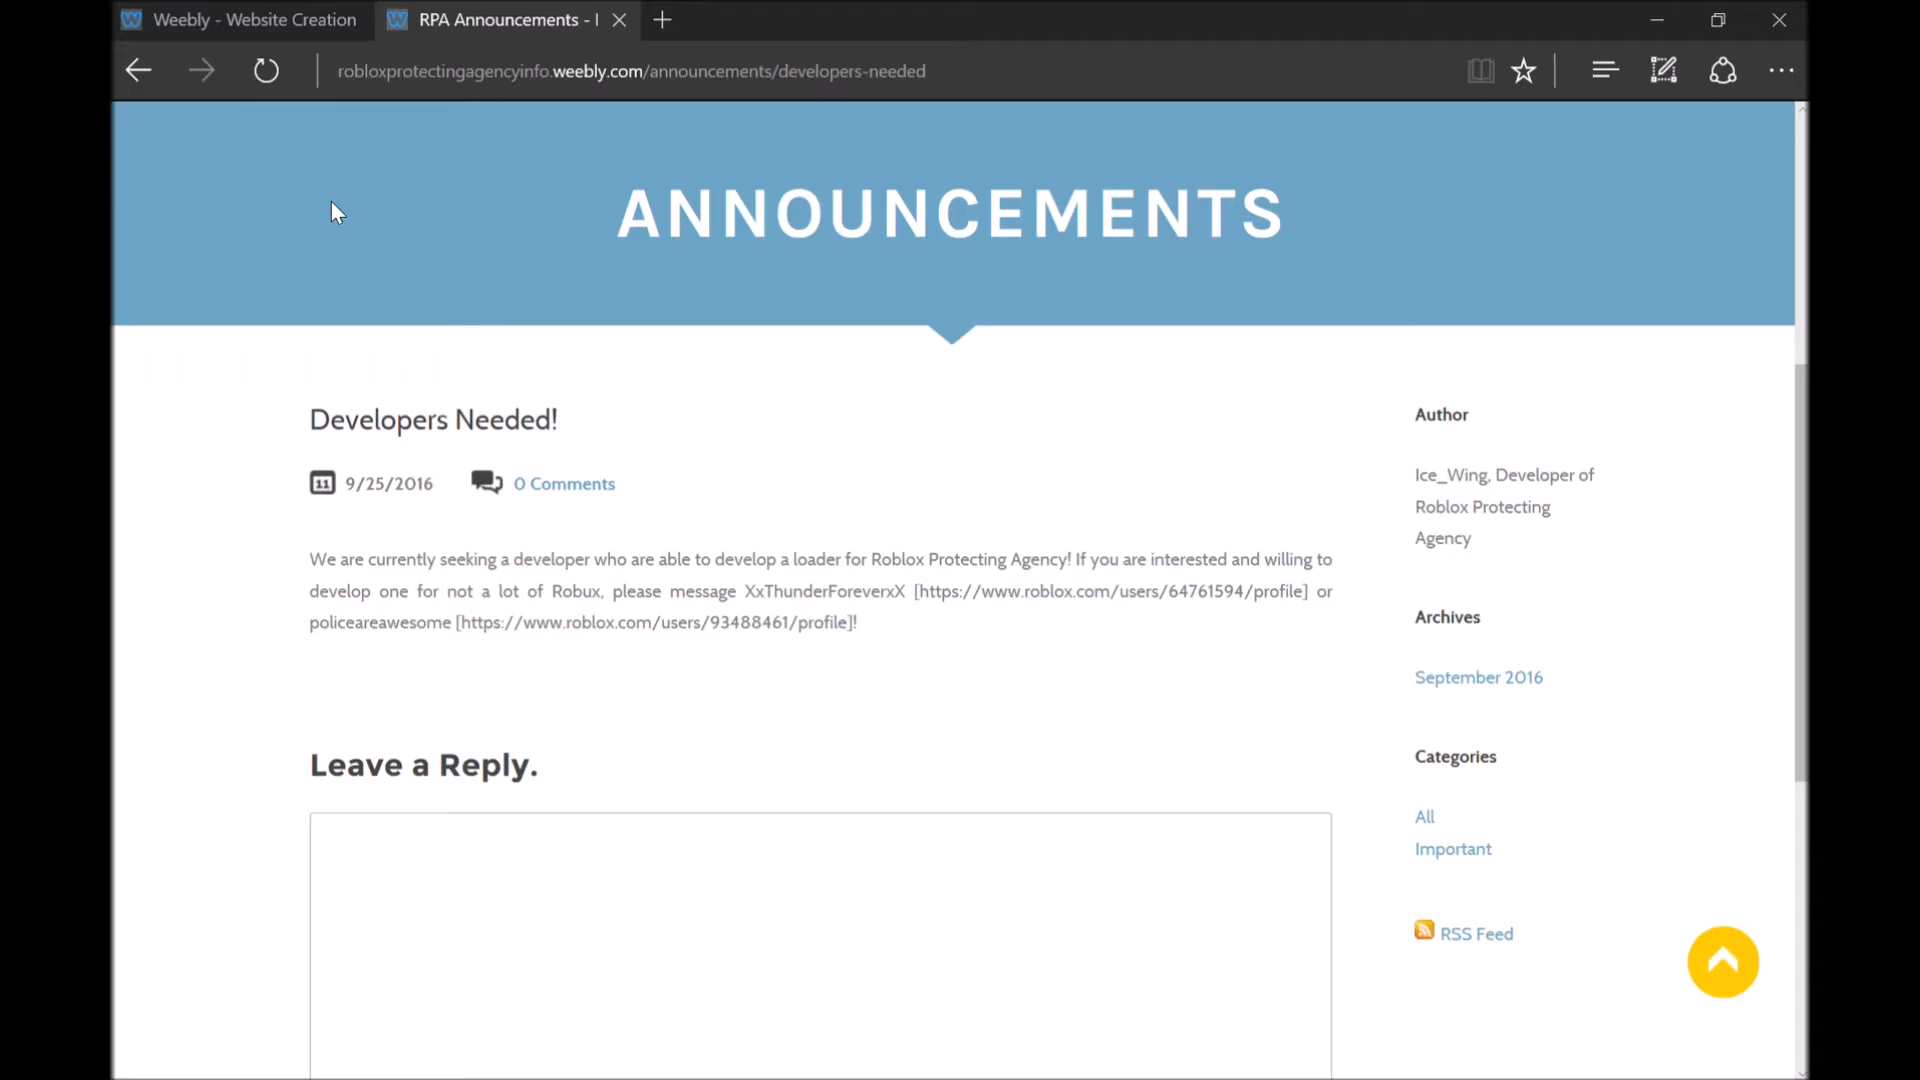 Weebly - Website Creation
RPA Announcements - I
robloxprotectingagencyinfo.weebly.com/announcements/developers-needed
ANNOUNCEMENTS
Developers Needed!
11 9/25/2016 0 Comments
We are currently seeking a developer who are able to develop a loader for Roblox Protecting Agency! If you are interested and willing to
develop one for not a lot of Robux, please message XxThunderForeverxX [https://www.roblox.com/users/64761594/profile] or
policeareawesome [https://www.roblox.com/users/93488461/profile]!
Leave a Reply.
Author
Ice_Wing, Developer of
Roblox Protecting
Agency
Archives
September 2016
Categories
All
Important
RSS Feed